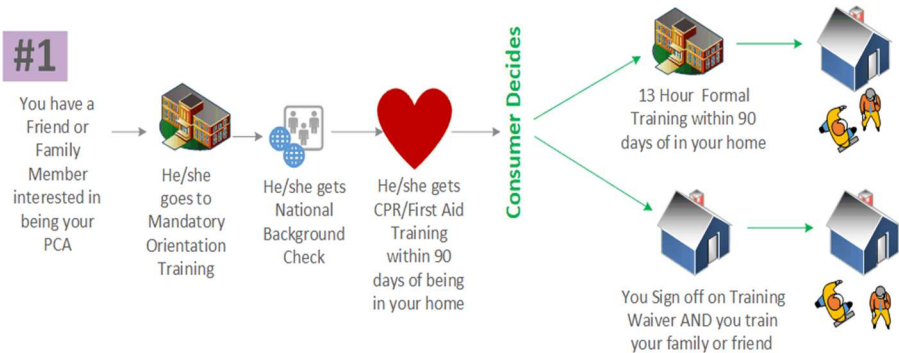 #1
You have a
Friend or
Family
Member
interested in
being your
PCA
He/she
goes to
Mandatory
Orientation
Training
He/she gets
National
Background
Check
He/she gets
CPR/First Aid
Training
within 90
days of being
in your home
Consumer Decides
13 Hour Formal
Training within 90
days of in your home
You Sign off on Training
Waiver AND you train
your family or friend